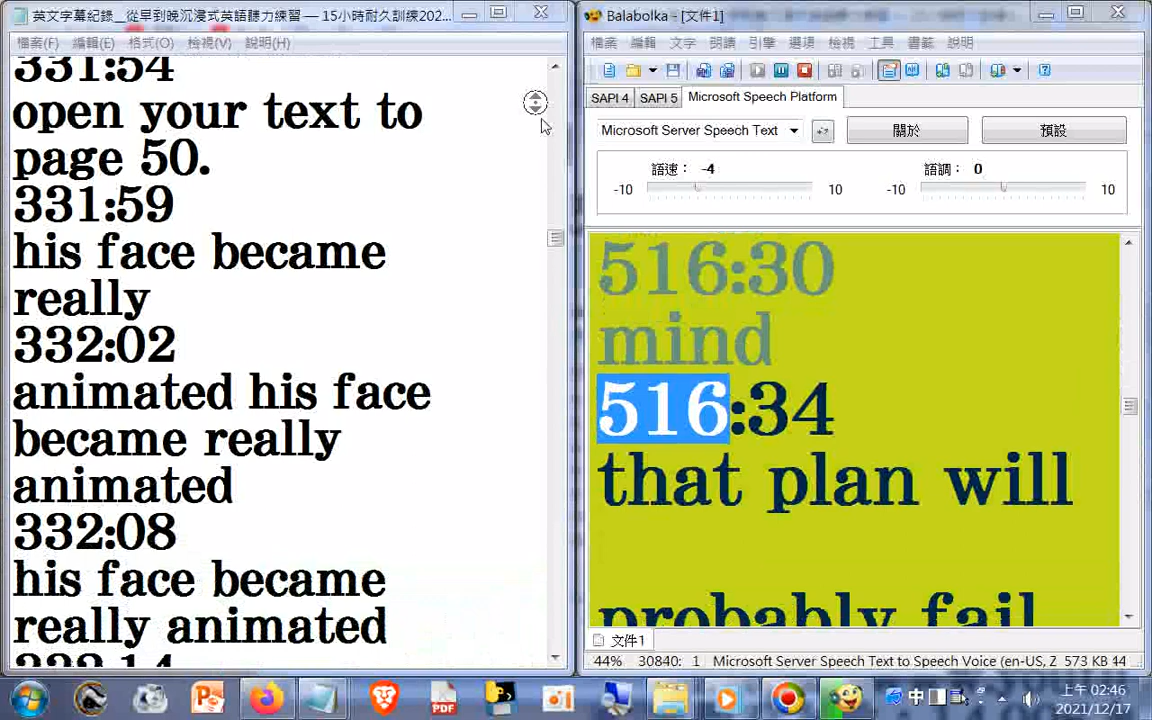 英文字幕紀錄__從早到晚沉浸式英語聽力練習 — 15小時耐久訓練202...
檔案(F) 編輯(E) 格式(O) 檢視(V) 說明(H)
331:54
open your text to
page 50.
331:59
his face became
really
332:02
animated his face
became really
animated
332:08
his face became
really animated
332:14
Balabolka - [文件1]
檔案 編輯 文字 朗讀 引擎 選項 檢視 工具 書籤 說明
SAPI 4 SAPI 5 Microsoft Speech Platform
Microsoft Server Speech Text 關於 預設
語速： -4 語調： 0
-10 10 -10 10
516:30
mind
516:34
that plan will
probably fail
文件1
44% 30840: 1 Microsoft Server Speech Text to Speech Voice (en-US, Z 573 KB 44
PDF 中 上午 02:46
2021/12/17